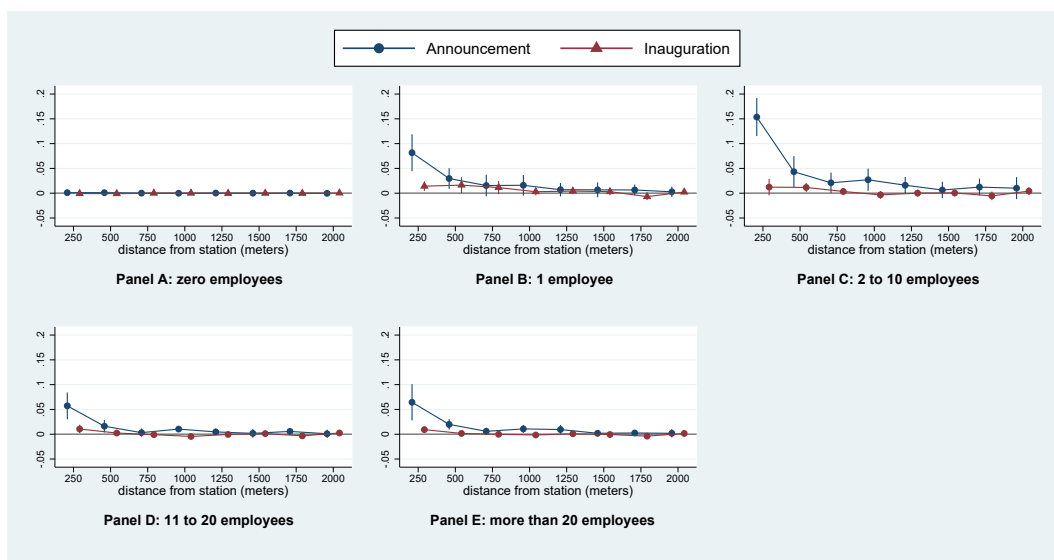 Announcement Inauguration
-.05 0 .05 .1 .15 .2
250 500 750 1000 1250 1500 1750 2000
distance from station (meters)
Panel A: zero employees
-.05 0 .05 .1 .15 .2
250 500 750 1000 1250 1500 1750 2000
distance from station (meters)
Panel B: 1 employee
-.05 0 .05 .1 .15 .2
250 500 750 1000 1250 1500 1750 2000
distance from station (meters)
Panel C: 2 to 10 employees
-.05 0 .05 .1 .15 .2
250 500 750 1000 1250 1500 1750 2000
distance from station (meters)
Panel D: 11 to 20 employees
-.05 0 .05 .1 .15 .2
250 500 750 1000 1250 1500 1750 2000
distance from station (meters)
Panel E: more than 20 employees